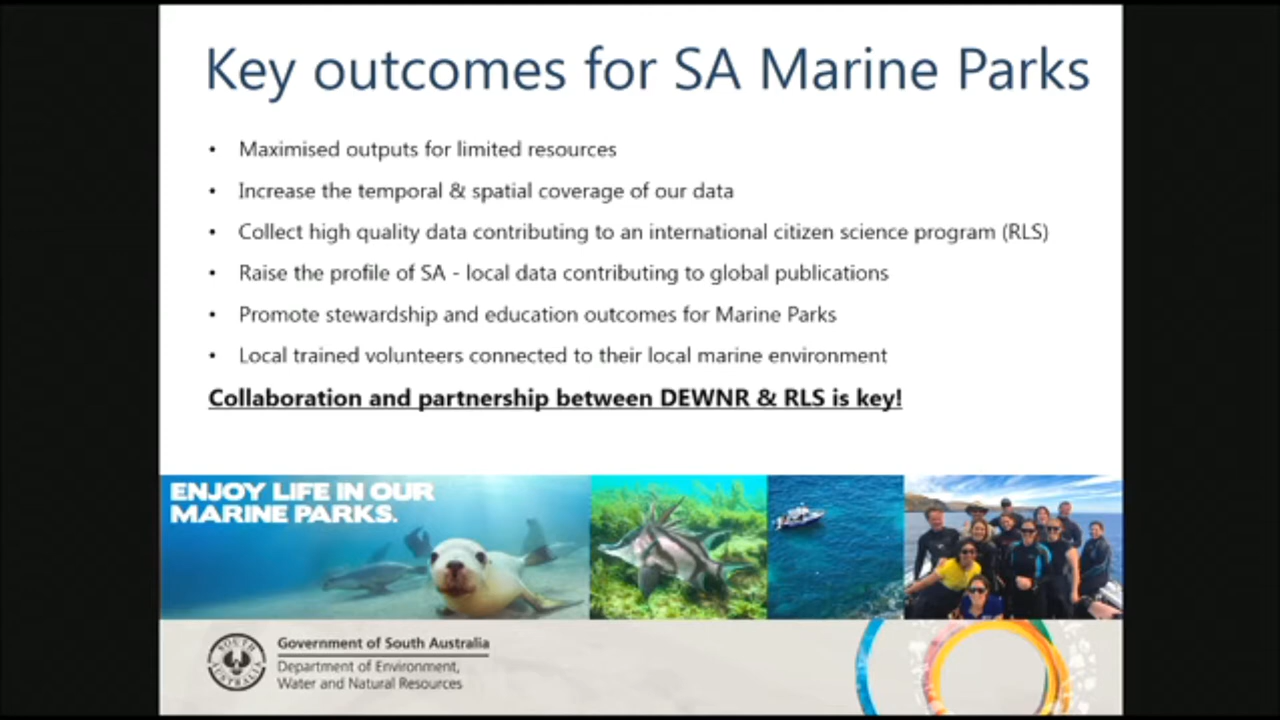 Key outcomes for SA Marine Parks
• Maximised outputs for limited resources
• Increase the temporal & spatial coverage of our data
• Collect high quality data contributing to an international citizen science program (RLS)
• Raise the profile of SA - local data contributing to global publications
• Promote stewardship and education outcomes for Marine Parks
• Local trained volunteers connected to their local marine environment
Collaboration and partnership between DEWNR & RLS is key!
ENJOY LIFE IN OUR
MARINE PARKS.
SOUTH
AUSTRALIA
Government of South Australia
Department of Environment,
Water and Natural Resources